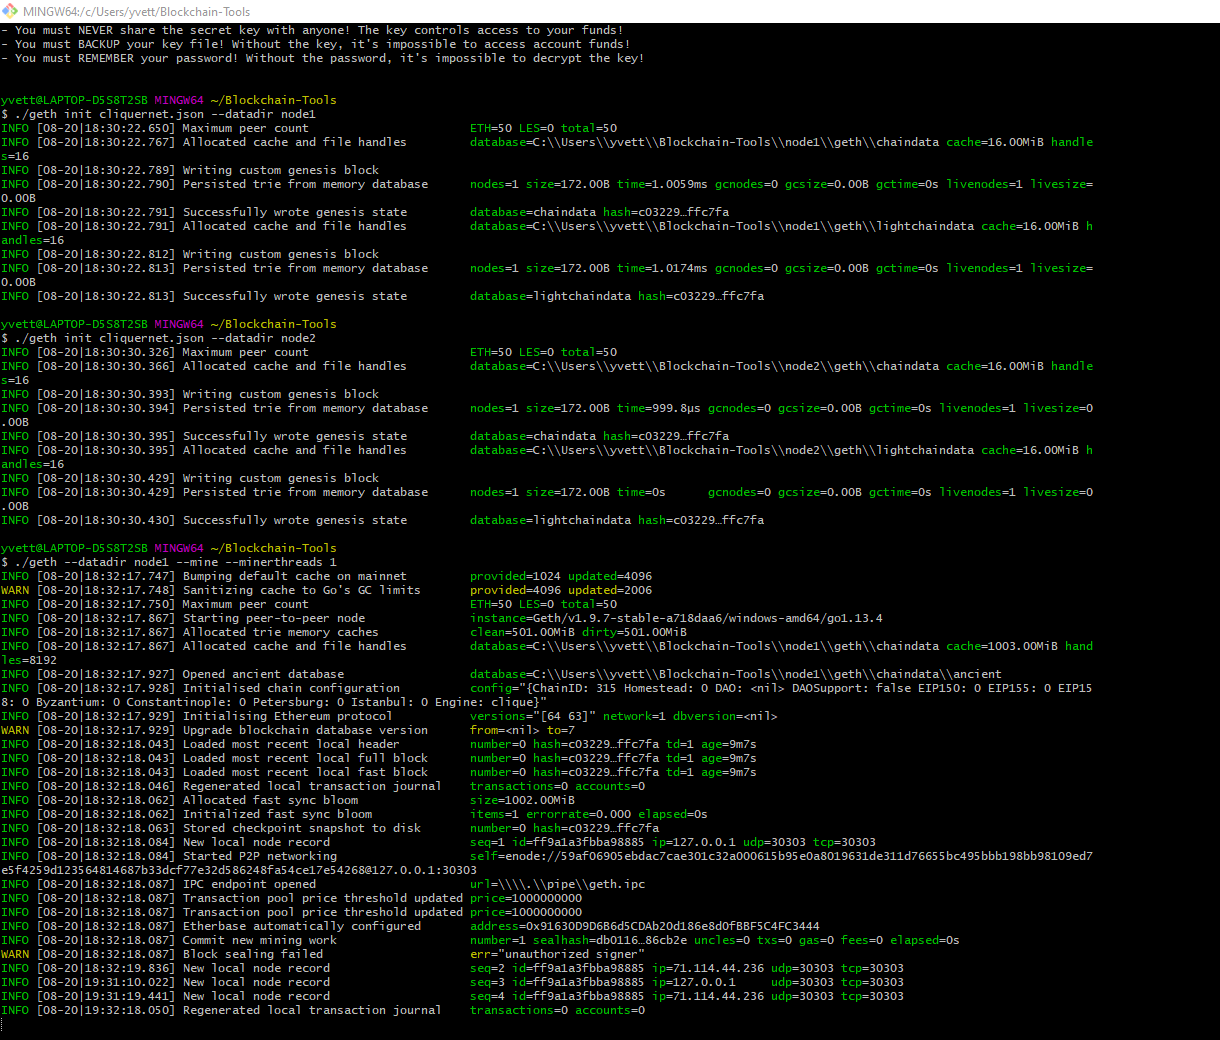 MINGW64:/c/Users/yvett/Blockchain-Tools
- You must NEVER share the secret key with anyone! The key controls access to your funds!
- You must BACKUP your key file! Without the key, it's impossible to access account funds!
- You must REMEMBER your password! Without the password, it's impossible to decrypt the key!
yvett@LAPTOP-D5S8T2SB MINGW64 ~/Blockchain-Tools
$ ./geth init cliquernet.json --datadir node1
INFO [08-20|18:30:22.650] Maximum peer count                       ETH=50 LES=0 total=50
INFO [08-20|18:30:22.767] Allocated cache and file handles         database=C:\\Users\\yvett\\Blockchain-Tools\\node1\\geth\\chaindata cache=16.00MiB handle
s=16
INFO [08-20|18:30:22.789] Writing custom genesis block
INFO [08-20|18:30:22.790] Persisted trie from memory database      nodes=1 size=172.00B time=1.0059ms gcnodes=0 gcsize=0.00B gctime=0s livenodes=1 livesize=
0.00B
INFO [08-20|18:30:22.791] Successfully wrote genesis state         database=chaindata hash=c03229…ffc7fa
INFO [08-20|18:30:22.791] Allocated cache and file handles         database=C:\\Users\\yvett\\Blockchain-Tools\\node1\\geth\\lightchaindata cache=16.00MiB h
andles=16
INFO [08-20|18:30:22.812] Writing custom genesis block
INFO [08-20|18:30:22.813] Persisted trie from memory database      nodes=1 size=172.00B time=1.0174ms gcnodes=0 gcsize=0.00B gctime=0s livenodes=1 livesize=
0.00B
INFO [08-20|18:30:22.813] Successfully wrote genesis state         database=lightchaindata hash=c03229…ffc7fa
yvett@LAPTOP-D5S8T2SB MINGW64 ~/Blockchain-Tools
$ ./geth init cliquernet.json --datadir node2
INFO [08-20|18:30:30.326] Maximum peer count                       ETH=50 LES=0 total=50
INFO [08-20|18:30:30.366] Allocated cache and file handles         database=C:\\Users\\yvett\\Blockchain-Tools\\node2\\geth\\chaindata cache=16.00MiB handle
s=16
INFO [08-20|18:30:30.393] Writing custom genesis block
INFO [08-20|18:30:30.394] Persisted trie from memory database      nodes=1 size=172.00B time=999.8µs gcnodes=0 gcsize=0.00B gctime=0s livenodes=1 livesize=0
.00B
INFO [08-20|18:30:30.395] Successfully wrote genesis state         database=chaindata hash=c03229…ffc7fa
INFO [08-20|18:30:30.395] Allocated cache and file handles         database=C:\\Users\\yvett\\Blockchain-Tools\\node2\\geth\\lightchaindata cache=16.00MiB h
andles=16
INFO [08-20|18:30:30.429] Writing custom genesis block
INFO [08-20|18:30:30.429] Persisted trie from memory database      nodes=1 size=172.00B time=0s      gcnodes=0 gcsize=0.00B gctime=0s livenodes=1 livesize=0
.00B
INFO [08-20|18:30:30.430] Successfully wrote genesis state         database=lightchaindata hash=c03229…ffc7fa
yvett@LAPTOP-D5S8T2SB MINGW64 ~/Blockchain-Tools
$ ./geth --datadir node1 --mine --minerthreads 1
INFO [08-20|18:32:17.747] Bumping default cache on mainnet         provided=1024 updated=4096
WARN [08-20|18:32:17.748] Sanitizing cache to Go's GC limits       provided=4096 updated=2006
INFO [08-20|18:32:17.750] Maximum peer count                       ETH=50 LES=0 total=50
INFO [08-20|18:32:17.867] Starting peer-to-peer node               instance=Geth/v1.9.7-stable-a718daa6/windows-amd64/go1.13.4
INFO [08-20|18:32:17.867] Allocated trie memory caches             clean=501.00MiB dirty=501.00MiB
INFO [08-20|18:32:17.867] Allocated cache and file handles         database=C:\\Users\\yvett\\Blockchain-Tools\\node1\\geth\\chaindata cache=1003.00MiB hand
les=8192
INFO [08-20|18:32:17.927] Opened ancient database                  database=C:\\Users\\yvett\\Blockchain-Tools\\node1\\geth\\chaindata\\ancient
INFO [08-20|18:32:17.928] Initialised chain configuration          config="{ChainID: 315 Homestead: 0 DAO: <nil> DAOSupport: false EIP150: 0 EIP155: 0 EIP15
8: 0 Byzantium: 0 Constantinople: 0 Petersburg: 0 Istanbul: 0 Engine: clique}"
INFO [08-20|18:32:17.929] Initialising Ethereum protocol           versions="[64 63]" network=1 dbversion=<nil>
WARN [08-20|18:32:17.929] Upgrade blockchain database version      from=<nil> to=7
INFO [08-20|18:32:18.043] Loaded most recent local header          number=0 hash=c03229…ffc7fa td=1 age=9m7s
INFO [08-20|18:32:18.043] Loaded most recent local full block      number=0 hash=c03229…ffc7fa td=1 age=9m7s
INFO [08-20|18:32:18.043] Loaded most recent local fast block      number=0 hash=c03229…ffc7fa td=1 age=9m7s
INFO [08-20|18:32:18.046] Regenerated local transaction journal    transactions=0 accounts=0
INFO [08-20|18:32:18.062] Allocated fast sync bloom                size=1002.00MiB
INFO [08-20|18:32:18.062] Initialized fast sync bloom              items=1 errorrate=0.000 elapsed=0s
INFO [08-20|18:32:18.063] Stored checkpoint snapshot to disk       number=0 hash=c03229…ffc7fa
INFO [08-20|18:32:18.084] New local node record                    seq=1 id=ff9a1a3fbba98885 ip=127.0.0.1 udp=30303 tcp=30303
INFO [08-20|18:32:18.084] Started P2P networking                   self=enode://59af06905ebdac7cae301c32a000615b95e0a8019631de311d76655bc495bbb198bb98109ed7
e5f4259d123564814687b33dcf77e32d586248fa54ce17e54268@127.0.0.1:30303
INFO [08-20|18:32:18.087] IPC endpoint opened                      url=\\\\.\\pipe\\geth.ipc
INFO [08-20|18:32:18.087] Transaction pool price threshold updated price=1000000000
INFO [08-20|18:32:18.087] Transaction pool price threshold updated price=1000000000
INFO [08-20|18:32:18.087] Etherbase automatically configured       address=0x91630D9D6B6d5CDAb20d186e8d0fBBF5C4FC3444
INFO [08-20|18:32:18.087] Commit new mining work                   number=1 sealhash=db0116…86cb2e uncles=0 txs=0 gas=0 fees=0 elapsed=0s
WARN [08-20|18:32:18.087] Block sealing failed                     err="unauthorized signer"
INFO [08-20|18:32:19.836] New local node record                    seq=2 id=ff9a1a3fbba98885 ip=71.114.44.236 udp=30303 tcp=30303
INFO [08-20|19:31:10.022] New local node record                    seq=3 id=ff9a1a3fbba98885 ip=127.0.0.1     udp=30303 tcp=30303
INFO [08-20|19:31:19.441] New local node record                    seq=4 id=ff9a1a3fbba98885 ip=71.114.44.236 udp=30303 tcp=30303
INFO [08-20|19:32:18.050] Regenerated local transaction journal    transactions=0 accounts=0